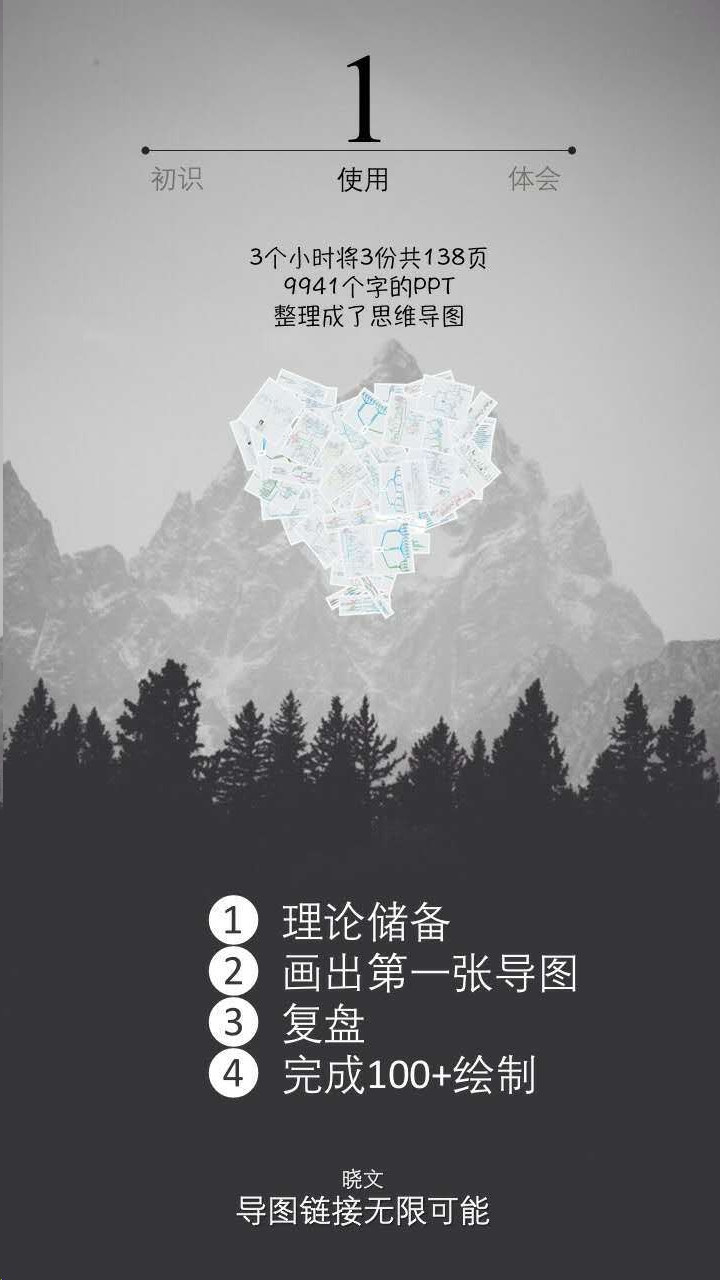 1
初识 使用 体会
3个小时将3份共138页
9941个字的PPT
整理成了思维导图
1 理论储备
2 画出第一张导图
3 复盘
4 完成100+绘制
晓文
导图链接无限可能